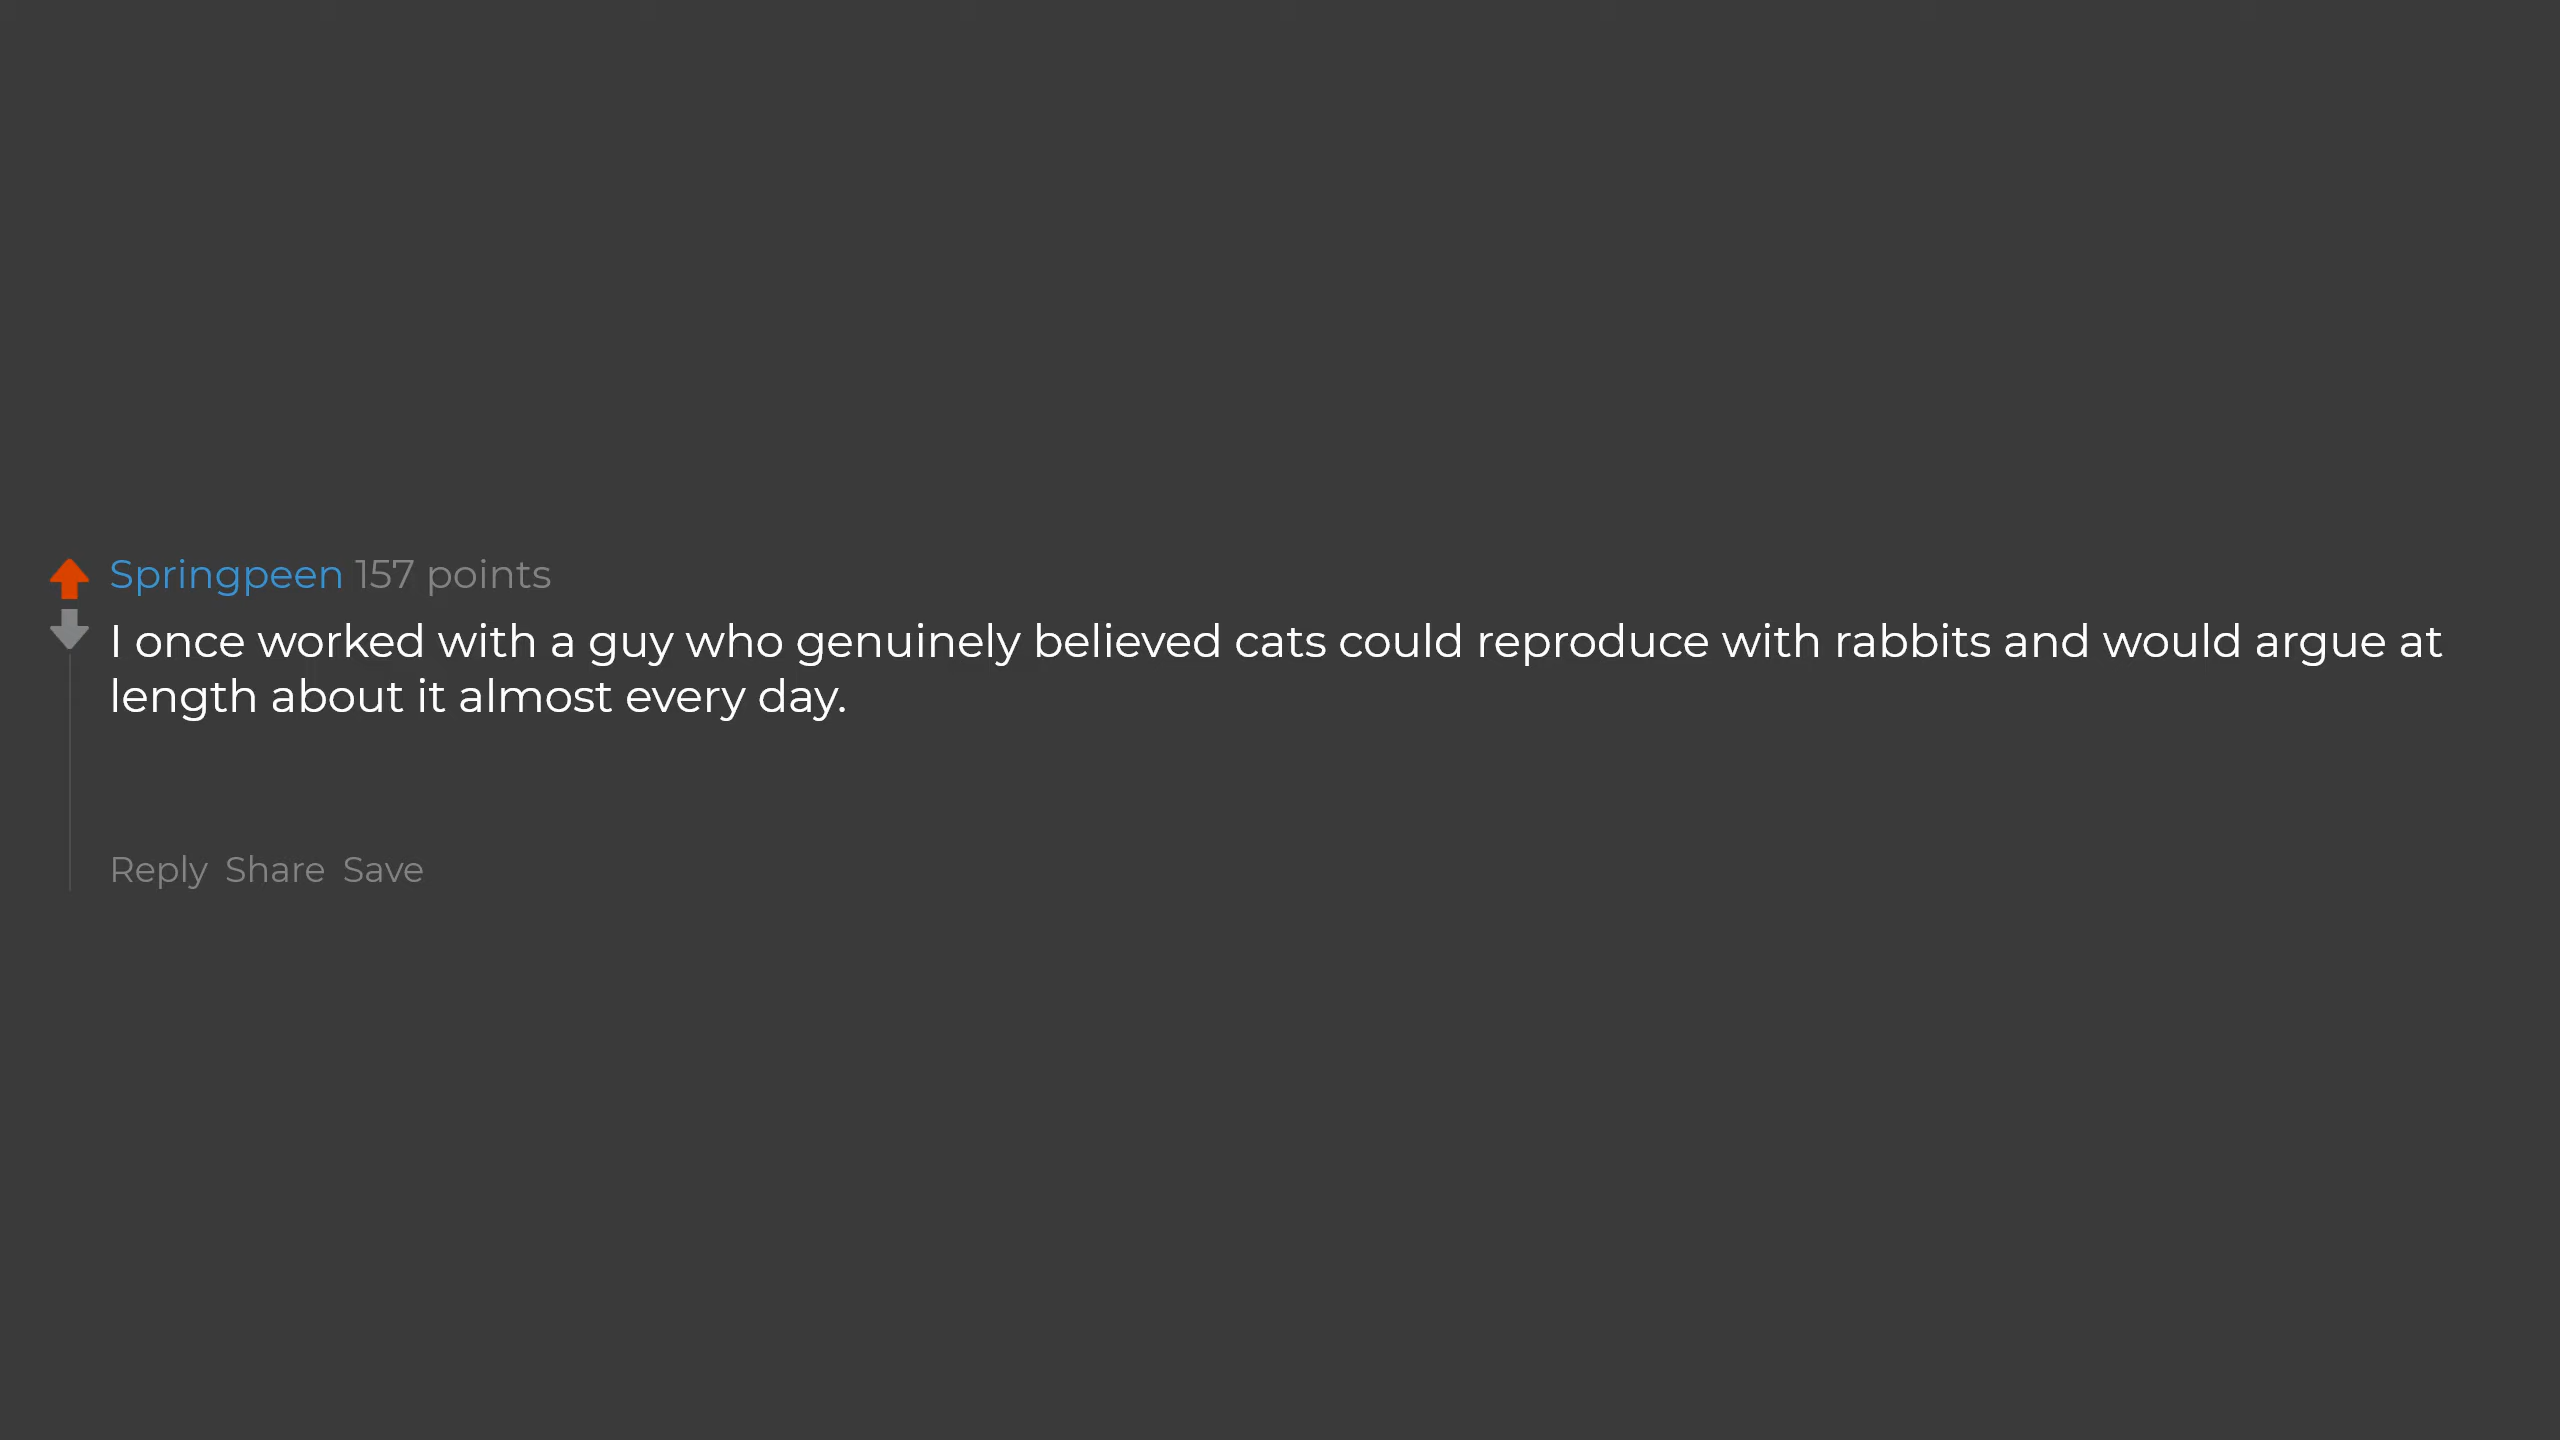 Springpeen 157 points
I once worked with a guy who genuinely believed cats could reproduce with rabbits and would argue at
length about it almost every day.
Reply Share Save